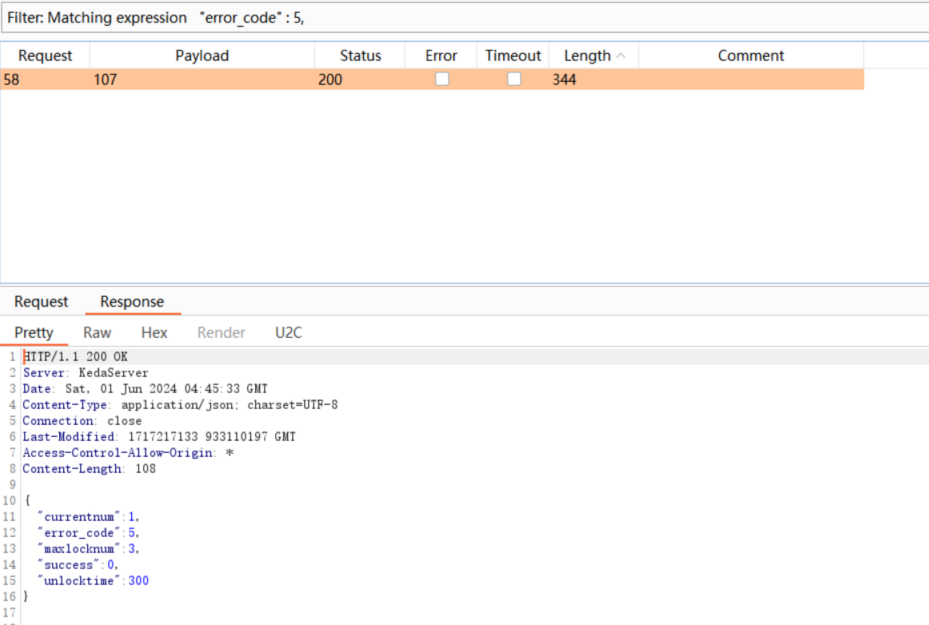 Filter: Matching expression "error_code" : 5,
Request Payload Status Error Timeout Length Comment
58 107 200 344
Request Response
Pretty Raw Hex Render U2C
1 HTTP/1.1 200 OK
2 Server: KedaServer
3 Date: Sat, 01 Jun 2024 04:45:33 GMT
4 Content-Type: application/json; charset=UTF-8
5 Connection: close
6 Last-Modified: 1717217133 933110197 GMT
7 Access-Control-Allow-Origin: *
8 Content-Length: 108
9
10 {
11 "currentnum":1,
12 "error_code":5,
13 "maxlocknum":3,
14 "success":0,
15 "unlocktime":300
16 }
17